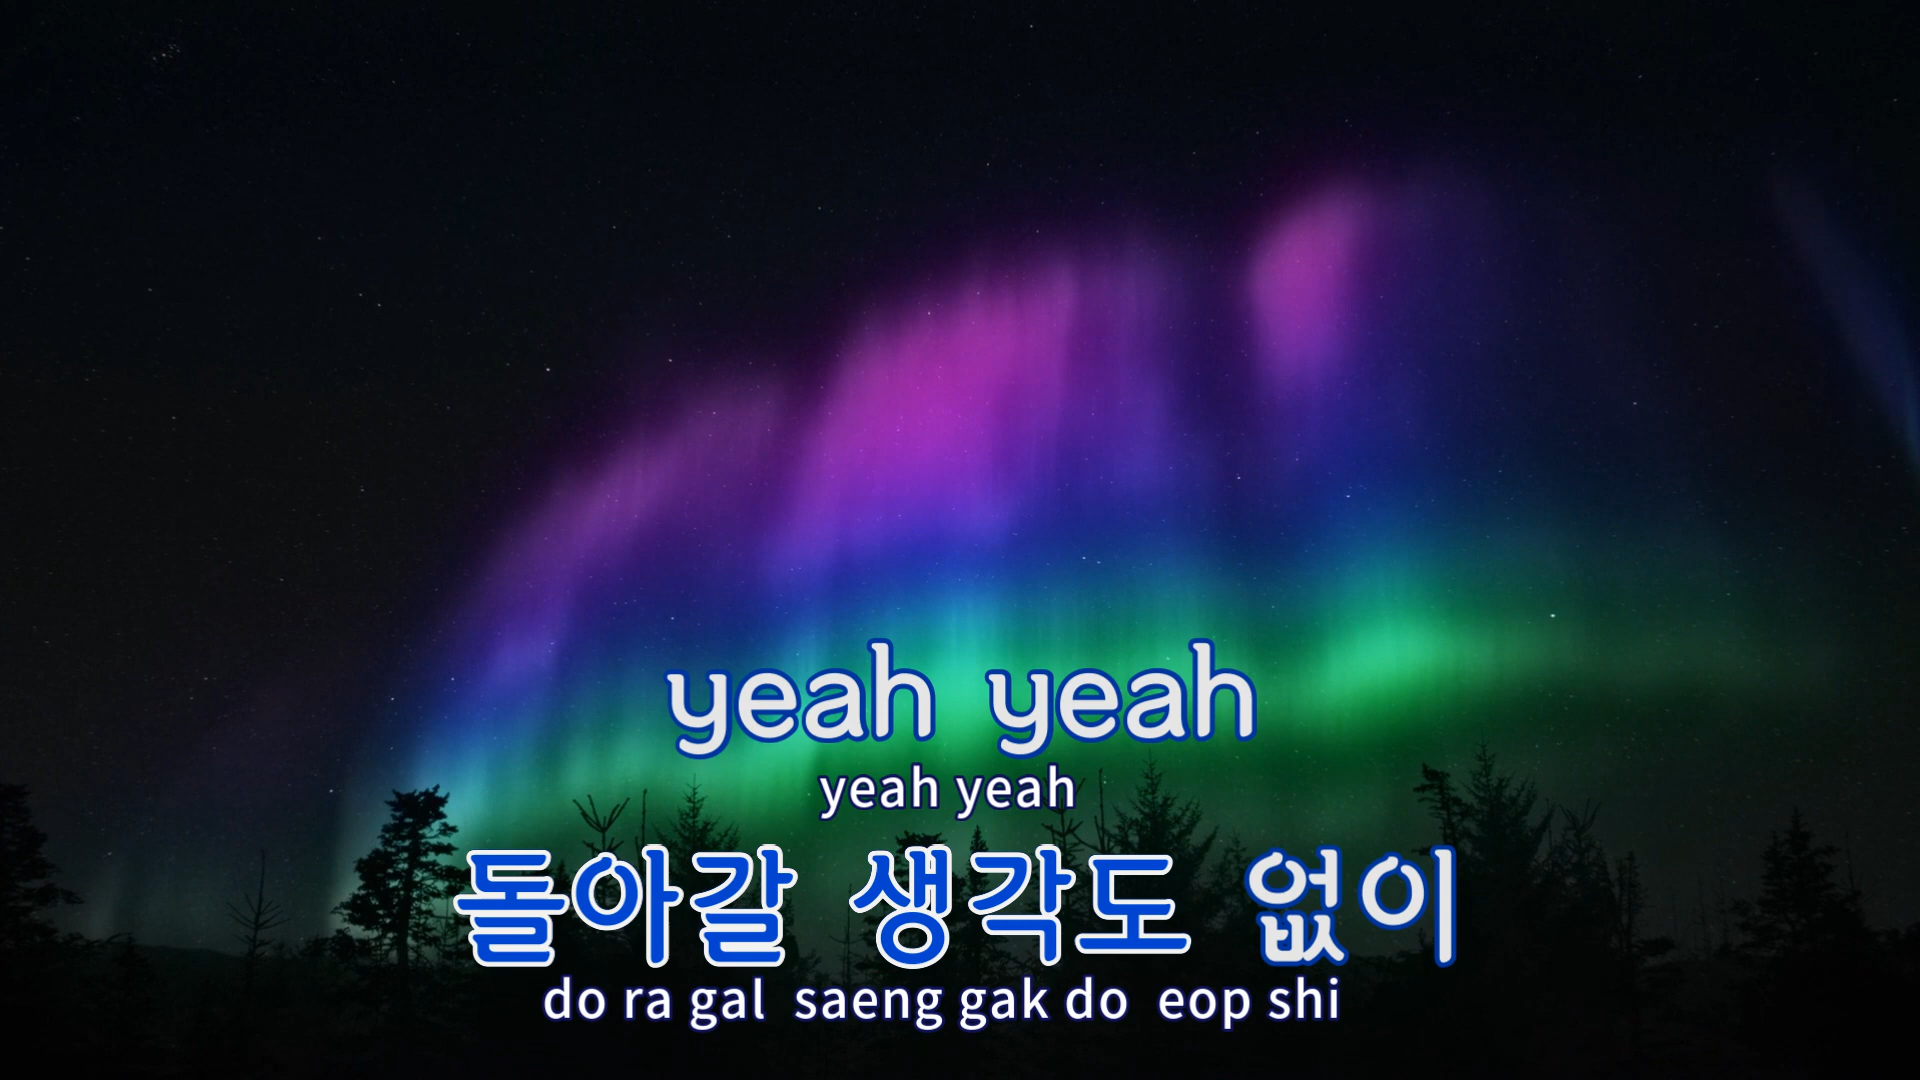 yeah yeah
yeah yeah
돌아갈 생각도 없이
do ra gal saeng gak do eop shi